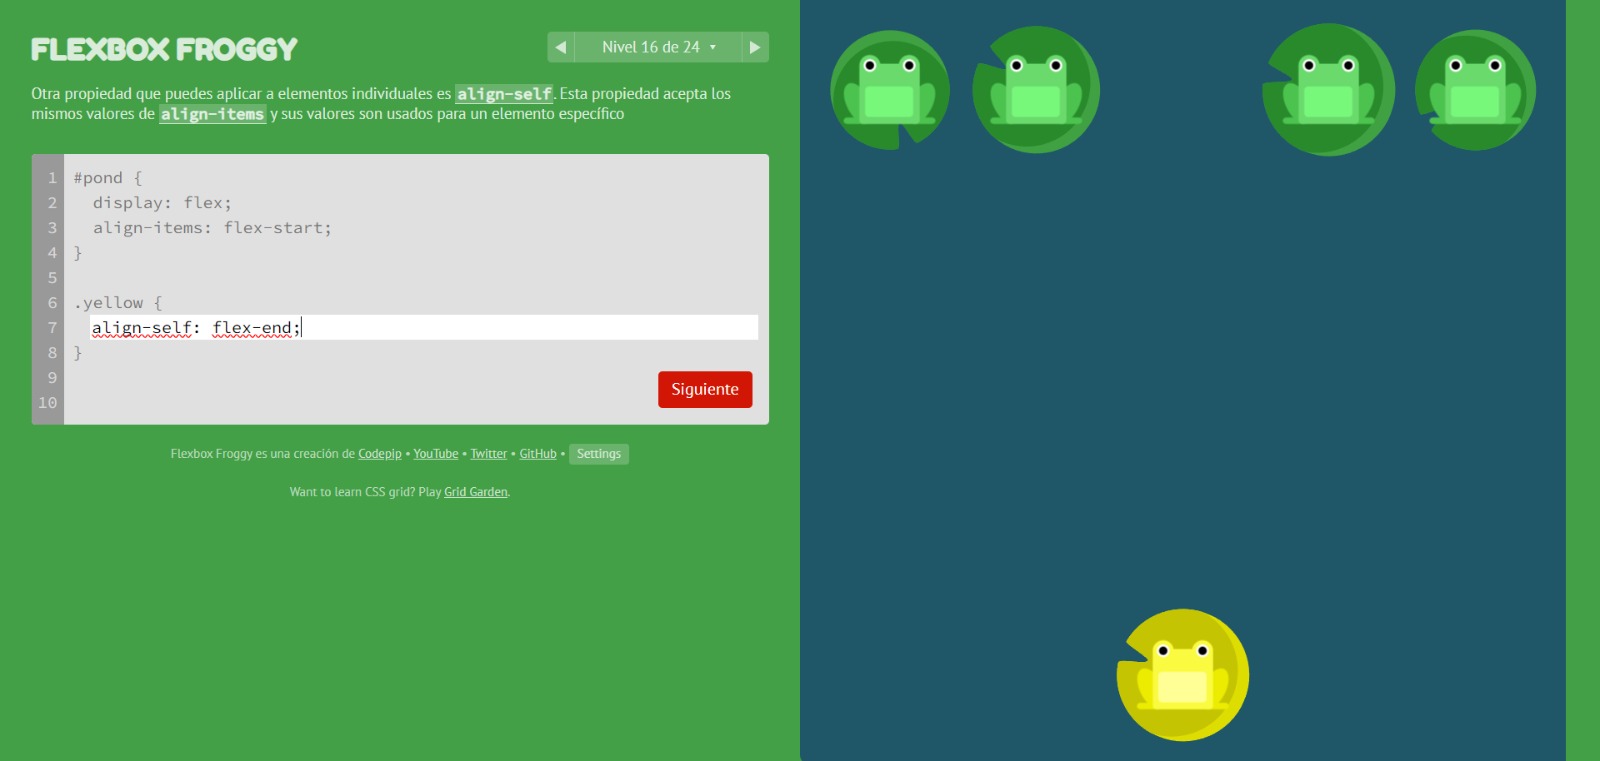 FLEXBOX FROGGY
◀ Nivel 16 de 24 ▾ ▶
Otra propiedad que puedes aplicar a elementos individuales es align-self. Esta propiedad acepta los
mismos valores de align-items y sus valores son usados para un elemento específico
1 #pond {
2   display: flex;
3   align-items: flex-start;
4 }
5
6 .yellow {
7   align-self: flex-end;
8 }
9
10
Siguiente
Flexbox Froggy es una creación de Codepip • YouTube • Twitter • GitHub • Settings
Want to learn CSS grid? Play Grid Garden.